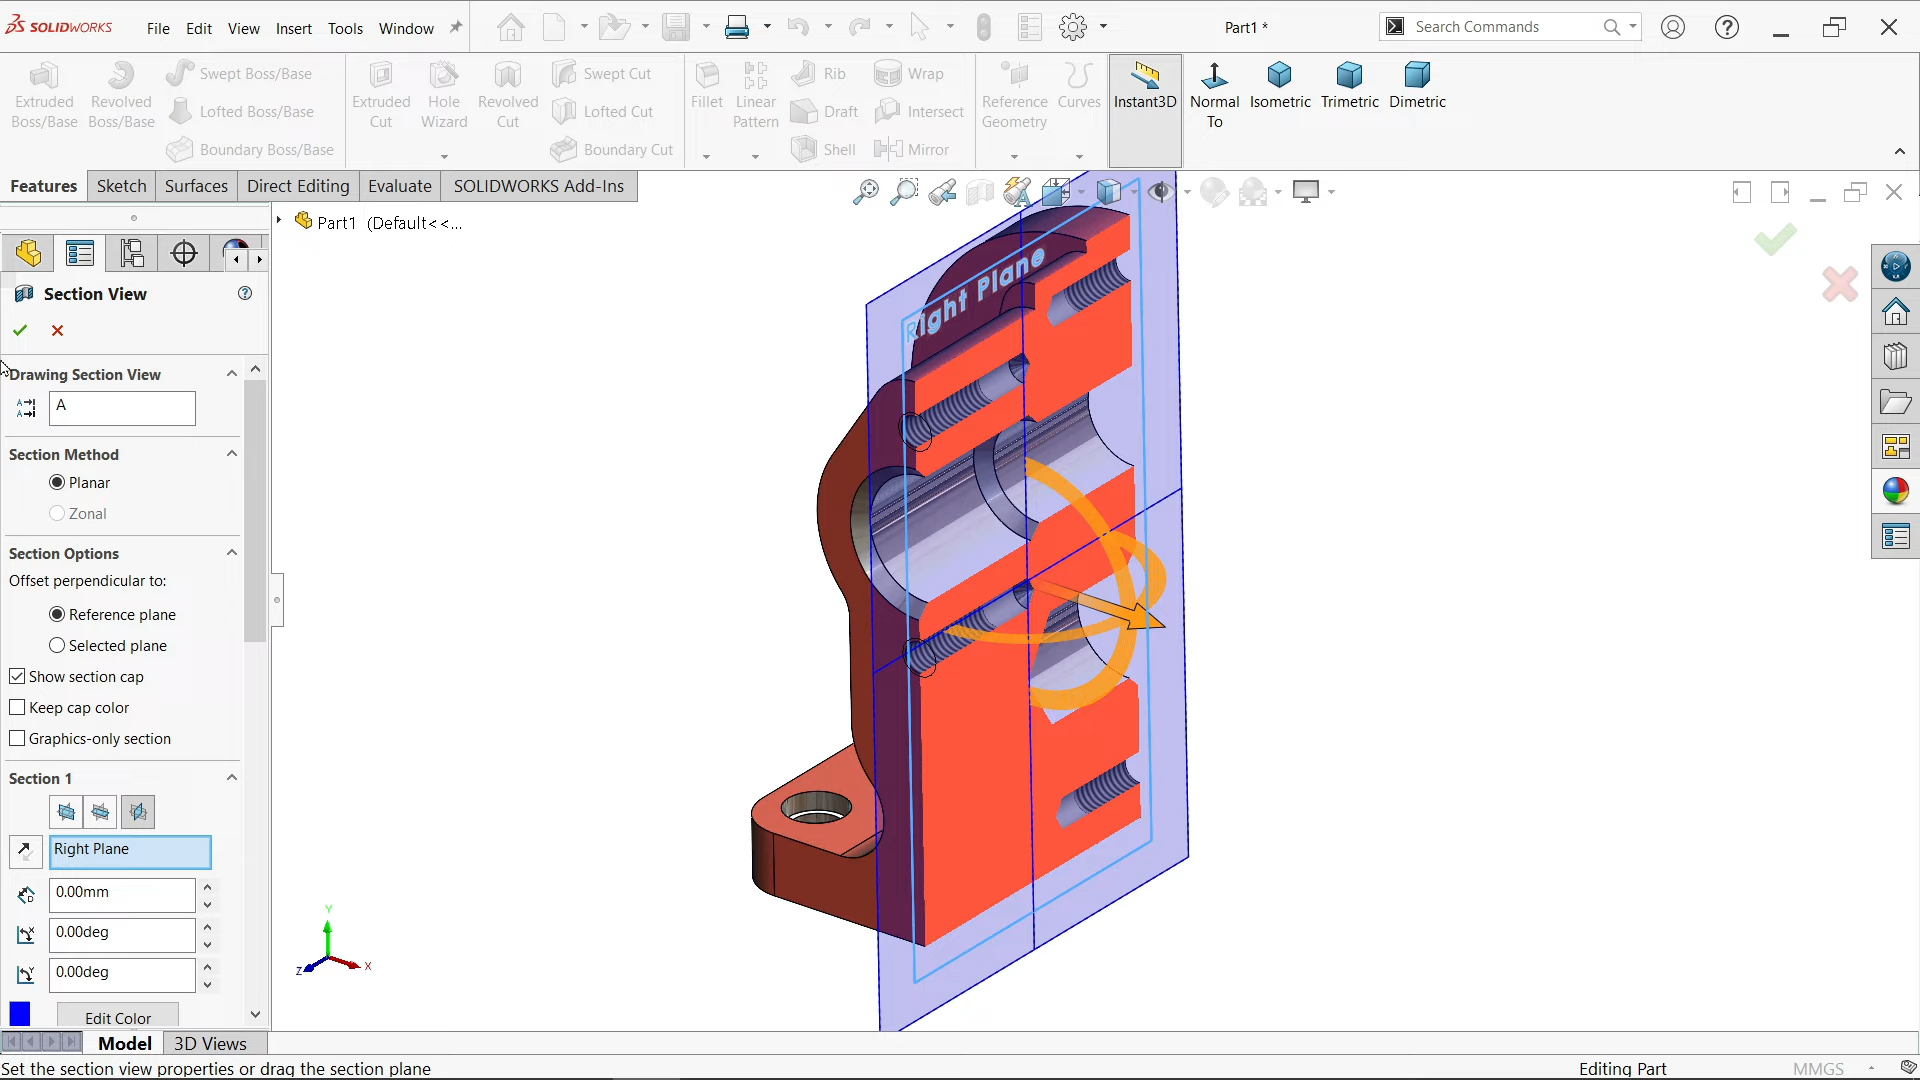 SOLIDWORKS File Edit View Insert Tools Window Part1 * Search Commands
Extruded Boss/Base
Revolved Boss/Base
Swept Boss/Base
Lofted Boss/Base
Boundary Boss/Base
Extruded Cut
Hole Wizard
Revolved Cut
Swept Cut
Lofted Cut
Boundary Cut
Fillet
Linear Pattern
Rib
Draft
Shell
Wrap
Intersect
Mirror
Reference Geometry
Curves
Instant3D
Normal To
Isometric
Trimetric
Dimetric
Features Sketch Surfaces Direct Editing Evaluate SOLIDWORKS Add-Ins
Part1 (Default<<...
Section View
Drawing Section View
A
Section Method
Planar
Zonal
Section Options
Offset perpendicular to:
Reference plane
Selected plane
Show section cap
Keep cap color
Graphics-only section
Section 1
Right Plane
0.00mm
0.00deg
0.00deg
Edit Color
Right Plane
Y
Z
X
Model 3D Views
Set the section view properties or drag the section plane
Editing Part
MMGS